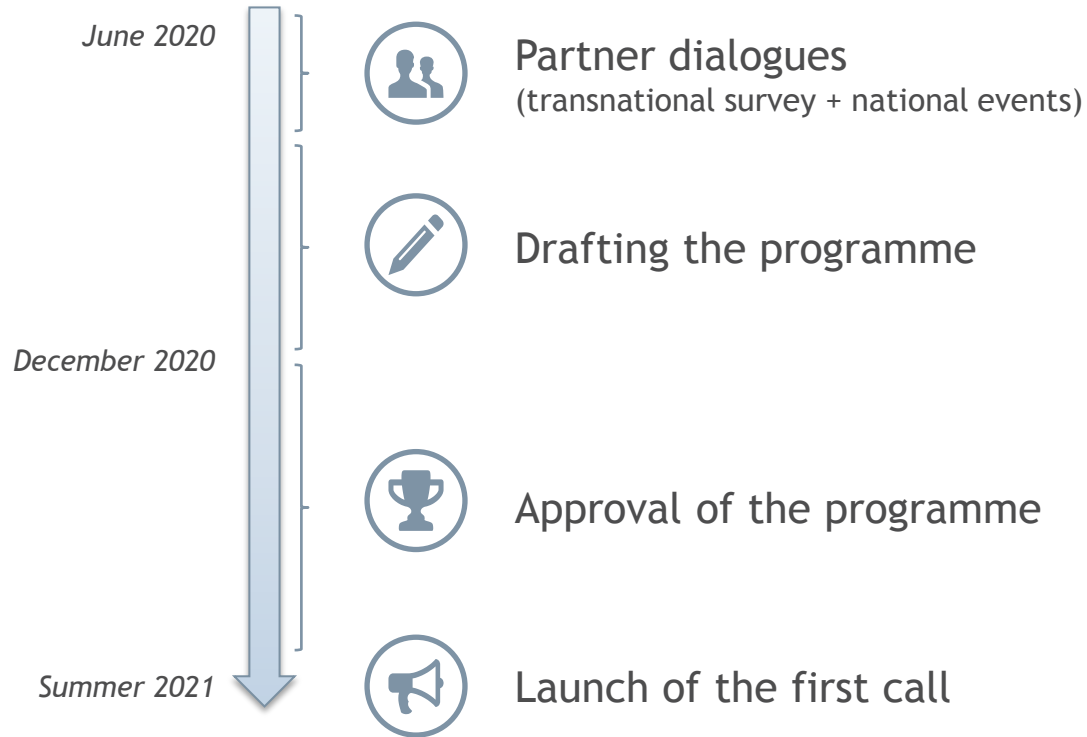 June 2020
Partner dialogues
(transnational survey + national events)
Drafting the programme
December 2020
Approval of the programme
Summer 2021
Launch of the first call